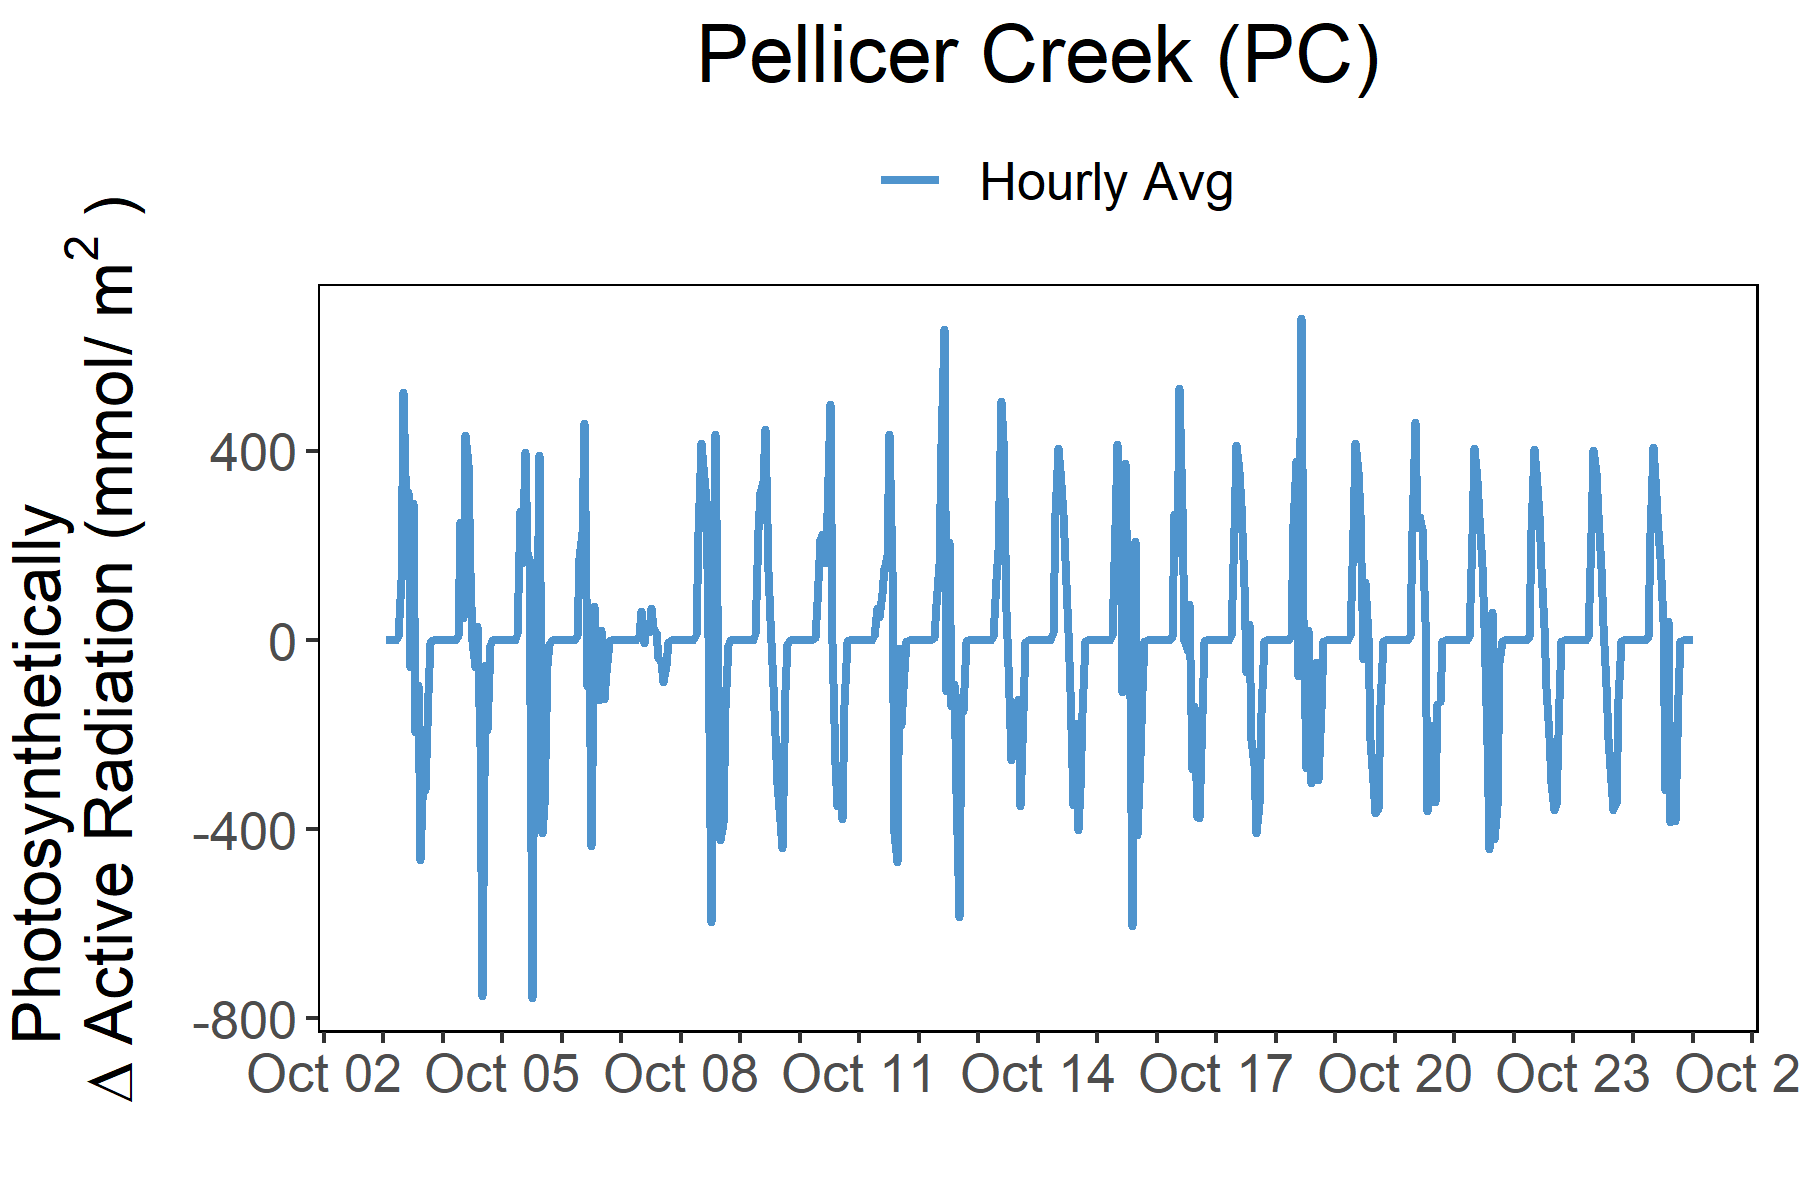 Pellicer Creek (PC)
Hourly Avg
Photosynthetically
Δ Active Radiation (mmol/ m² )
400
0
-400
-800
Oct 02 Oct 05 Oct 08 Oct 11 Oct 14 Oct 17 Oct 20 Oct 23 Oct 2